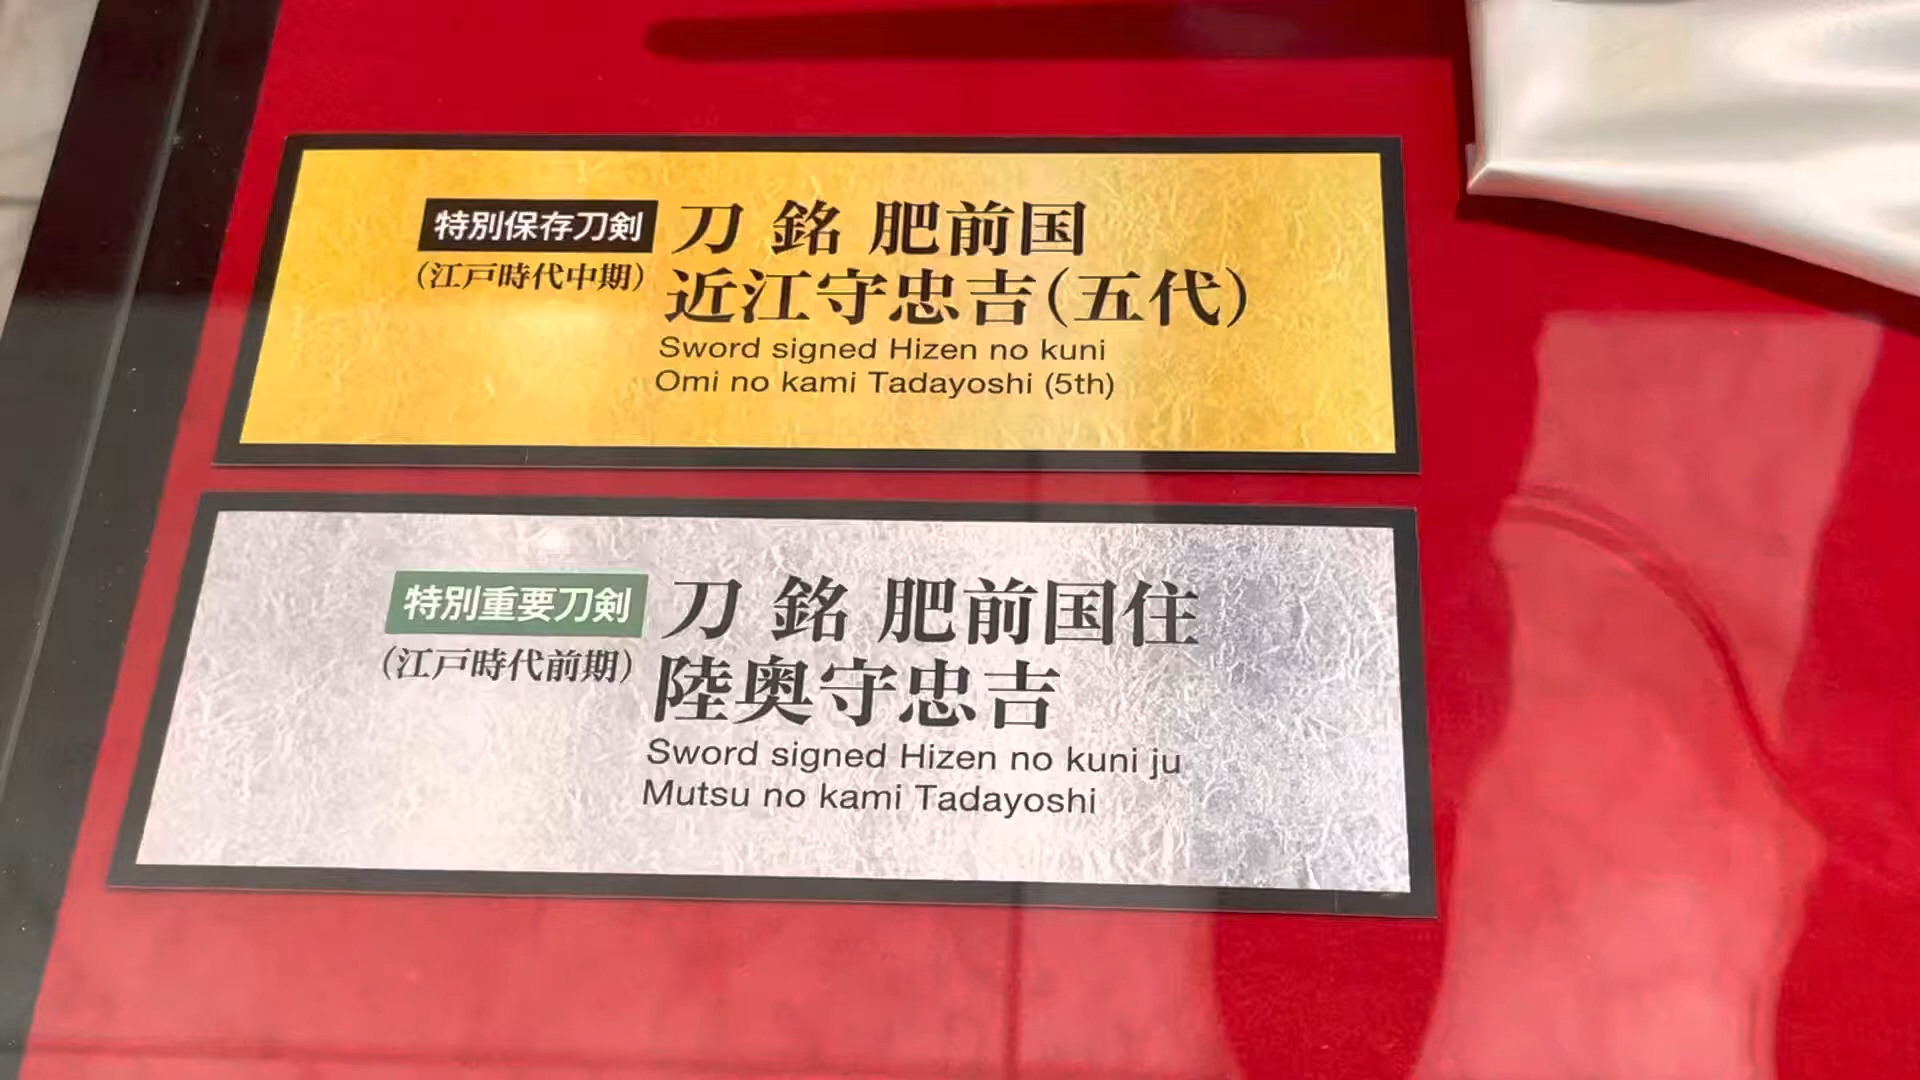 特別保存刀剣
(江戸時代中期)
刀 銘 肥前国
近江守忠吉(五代)
Sword signed Hizen no kuni
Omi no kami Tadayoshi (5th)
特別重要刀剣
(江戸時代前期)
刀 銘 肥前国住
陸奥守忠吉
Sword signed Hizen no kuni ju
Mutsu no kami Tadayoshi